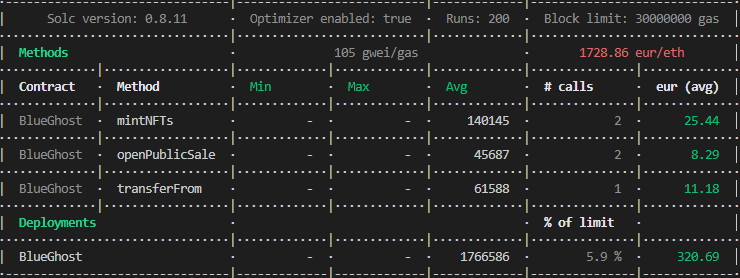 Solc version: 0.8.11 · Optimizer enabled: true · Runs: 200 · Block limit: 30000000 gas
Methods · 105 gwei/gas · 1728.86 eur/eth
Contract · Method · Min · Max · Avg · # calls · eur (avg)
BlueGhost · mintNFTs · - · - · 140145 · 2 · 25.44
BlueGhost · openPublicSale · - · - · 45687 · 2 · 8.29
BlueGhost · transferFrom · - · - · 61588 · 1 · 11.18
Deployments · % of limit ·
BlueGhost · - · - · 1766586 · 5.9 % · 320.69